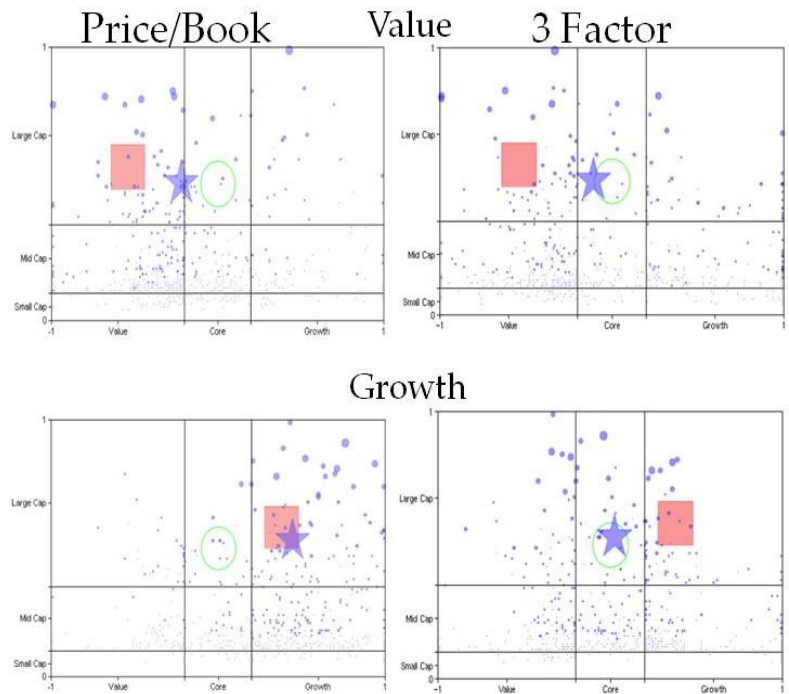 Price/Book Value 3 Factor
1 1
Large Cap Large Cap
Mid Cap Mid Cap
Small Cap Small Cap
0 0
-1 Value Core Growth 1 -1 Value Core Growth 1
Growth
1 1
Large Cap Large Cap
Mid Cap Mid Cap
Small Cap Small Cap
0 0
-1 Value Core Growth 1 -1 Value Core Growth 1